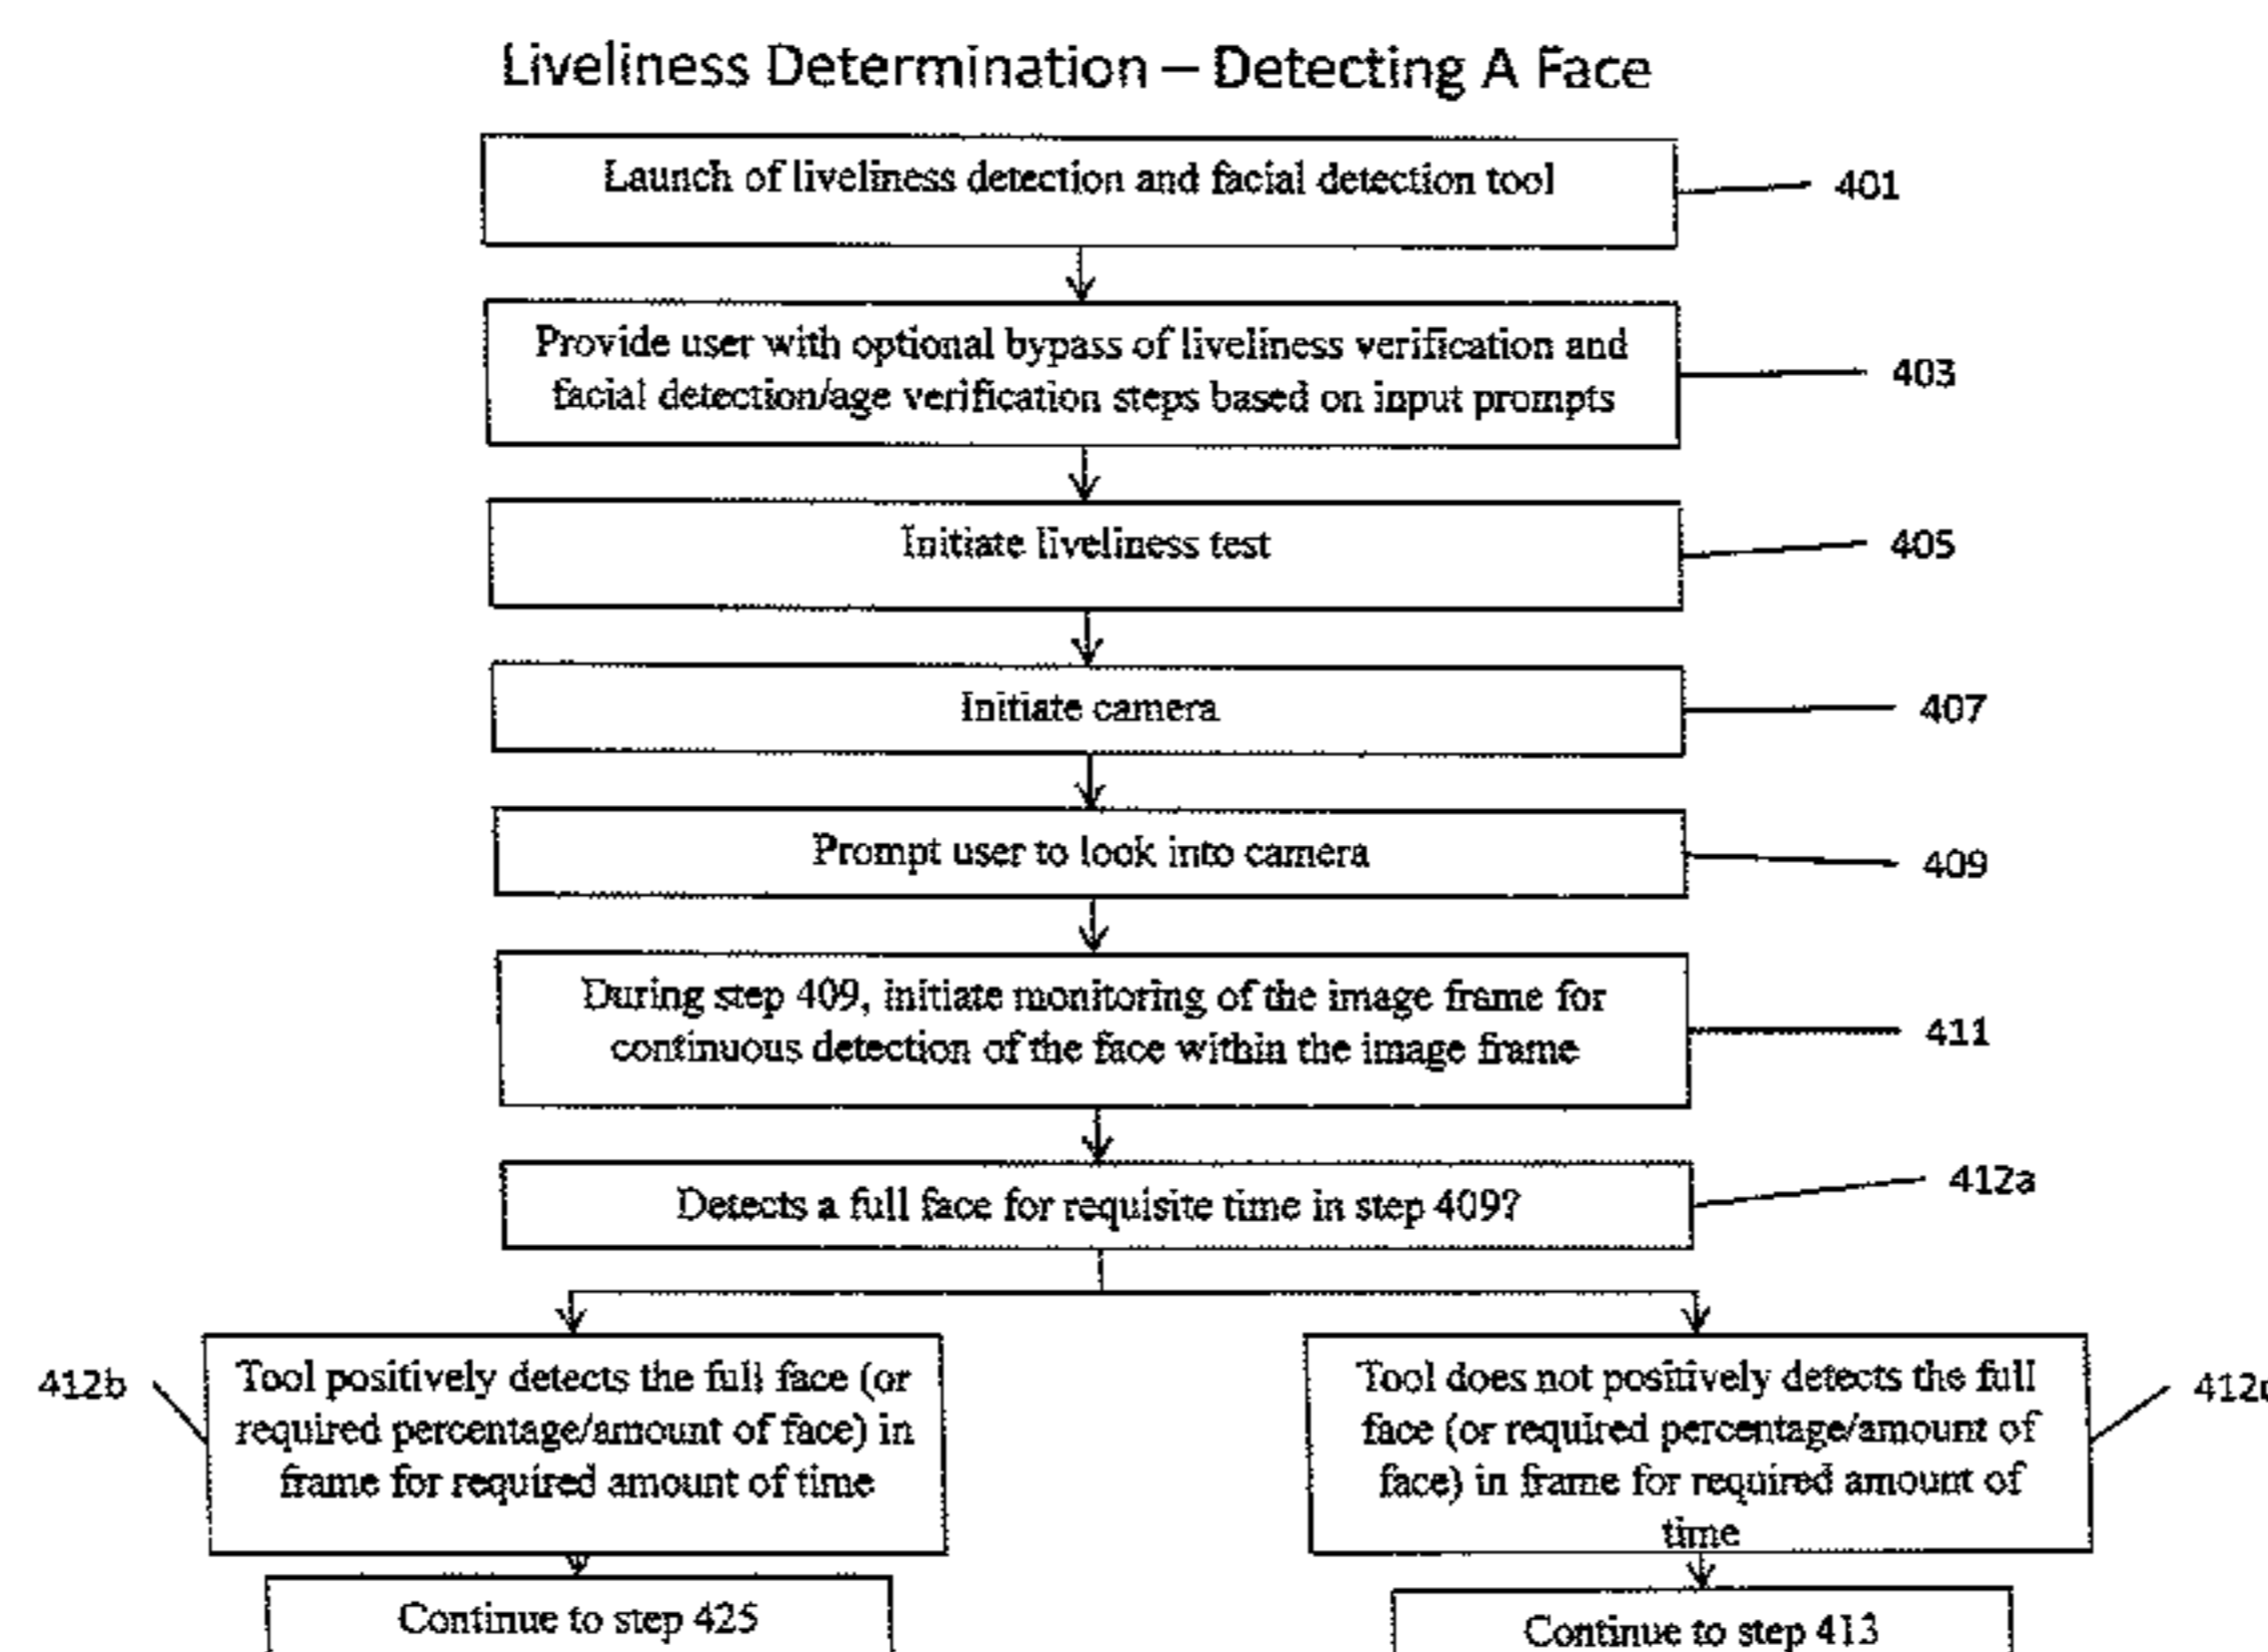 Liveliness Determination – Detecting A Face
Launch of liveliness detection and facial detection tool
401
Provide user with optional bypass of liveliness verification and
facial detection/age verification steps based on input prompts
403
Initiate liveliness test
405
Initiate camera
407
Prompt user to look into camera
409
During step 409, initiate monitoring of the image frame for
continuous detection of the face within the image frame
411
Detects a full face for requisite time in step 409?
412a
412b
Tool positively detects the full face (or
required percentage/amount of face) in
frame for required amount of time
Tool does not positively detects the full
face (or required percentage/amount of
face) in frame for required amount of
time
Continue to step 425
Continue to step 413